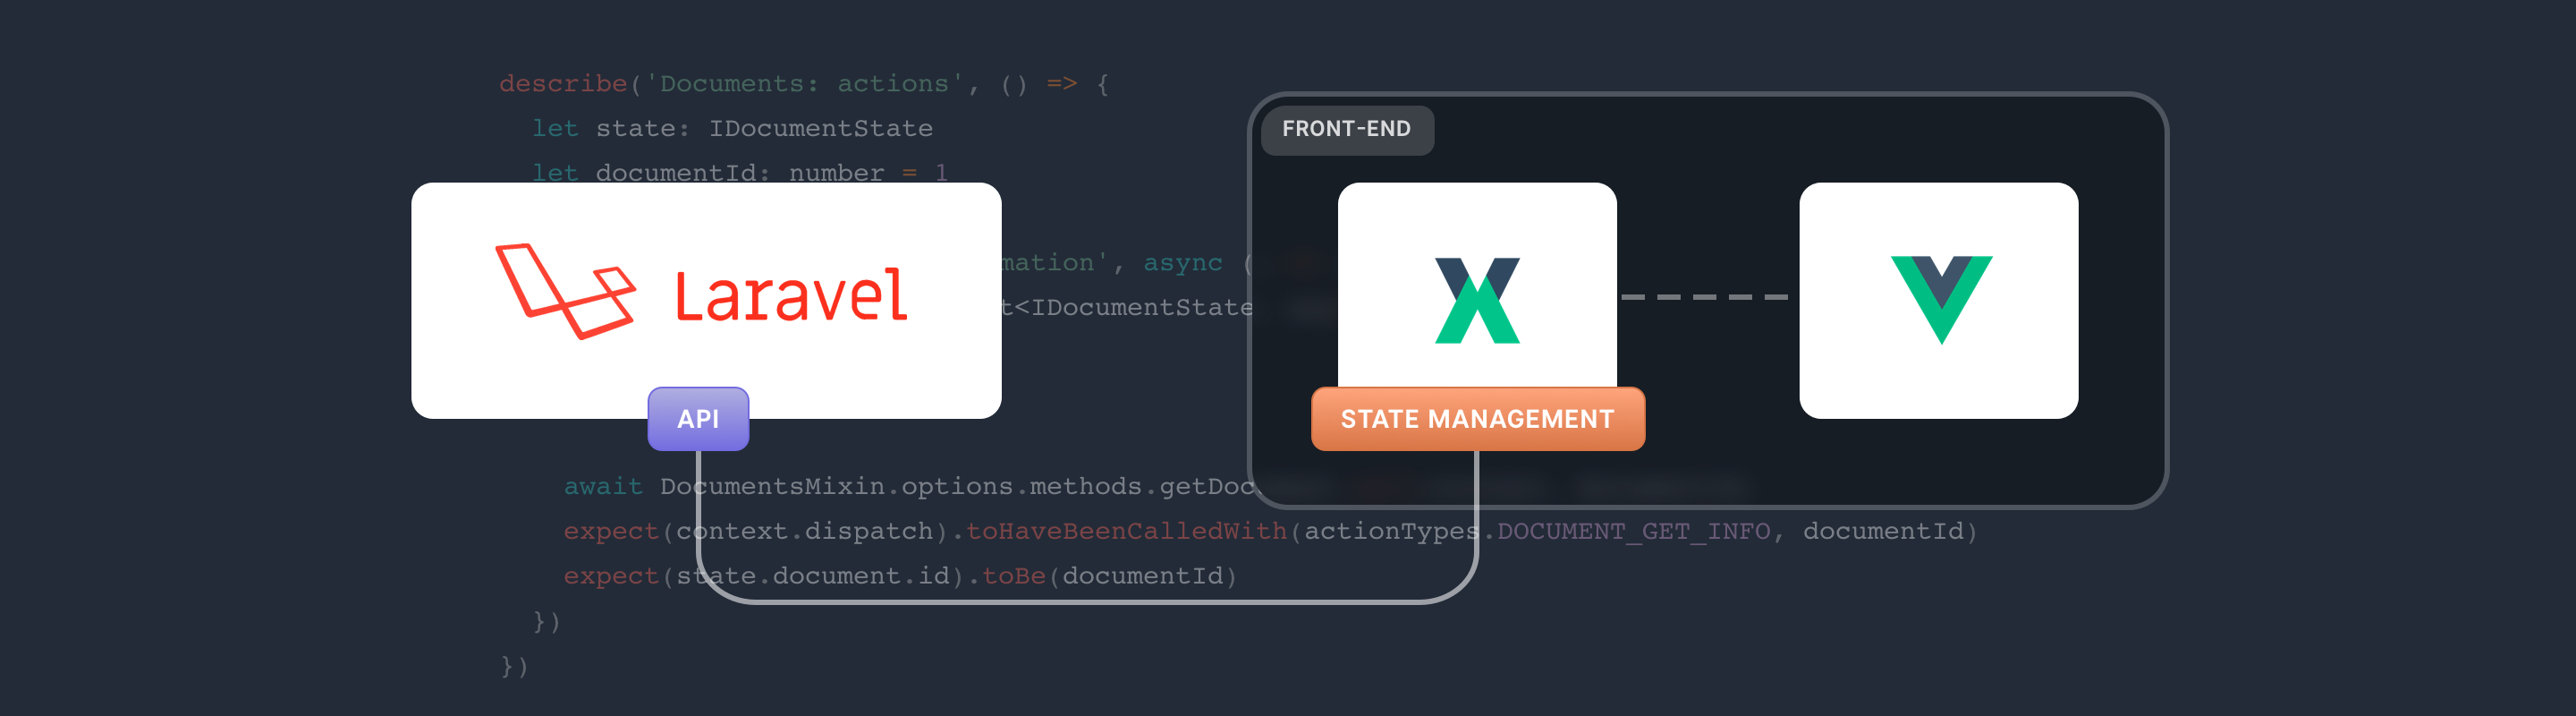 describe('Documents: actions', () => {
let state: IDocumentState
let documentId: number = 1
FRONT-END
Laravel
mation', async (
t<IDocumentState
API
STATE MANAGEMENT
await DocumentsMixin.options.methods.getDoc
expect(context.dispatch).toHaveBeenCalledWith(actionTypes.DOCUMENT_GET_INFO, documentId)
expect(state.document.id).toBe(documentId)
})
})